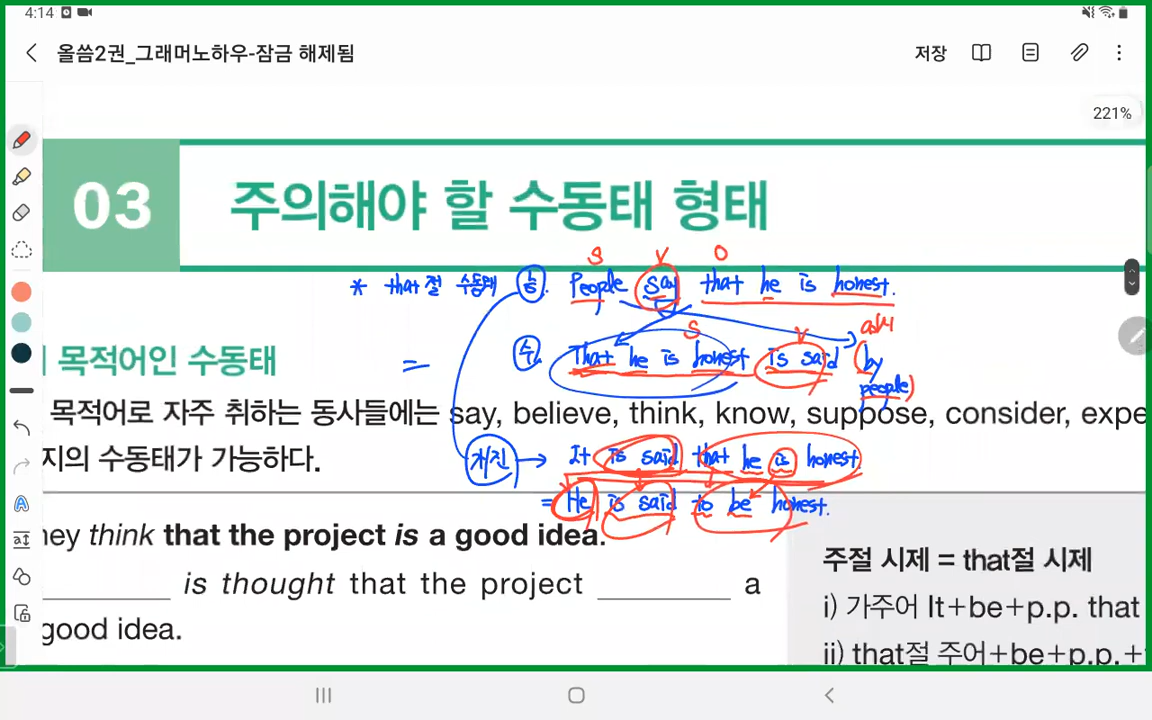 4:14
올씀2권_그래머노하우-잠금 해제됨
저장
221%
03 주의해야 할 수동태 형태
S V O
* that절 수동태 능. People say that he is honest.
S V
수. That he is honest is said (by people)
목적어인 수동태
목적어로 자주 취하는 동사들에는 say, believe, think, know, suppose, consider, expe
지의 수동태가 가능하다.
It is said that he is honest.
= He is said to be honest.
hey think that the project is a good idea.
is thought that the project a
good idea.
주절 시제 = that절 시제
i) 가주어 It+be+p.p. that
ii) that절 주어+be+p.p.+